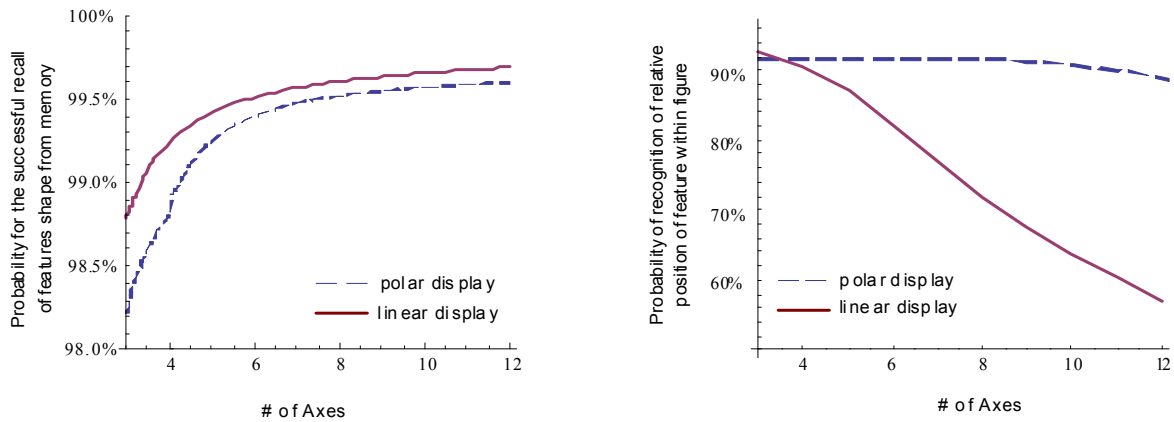 Probability for the successful recall
of features shape from memory
100%
99.5%
99.0%
98.5%
98.0%
polar display
linear display
4 6 8 10 12
# of Axes
Probability of recognition of relative
position of feature within figure
90%
80%
70%
60%
polar display
linear display
4 6 8 10 12
# of Axes